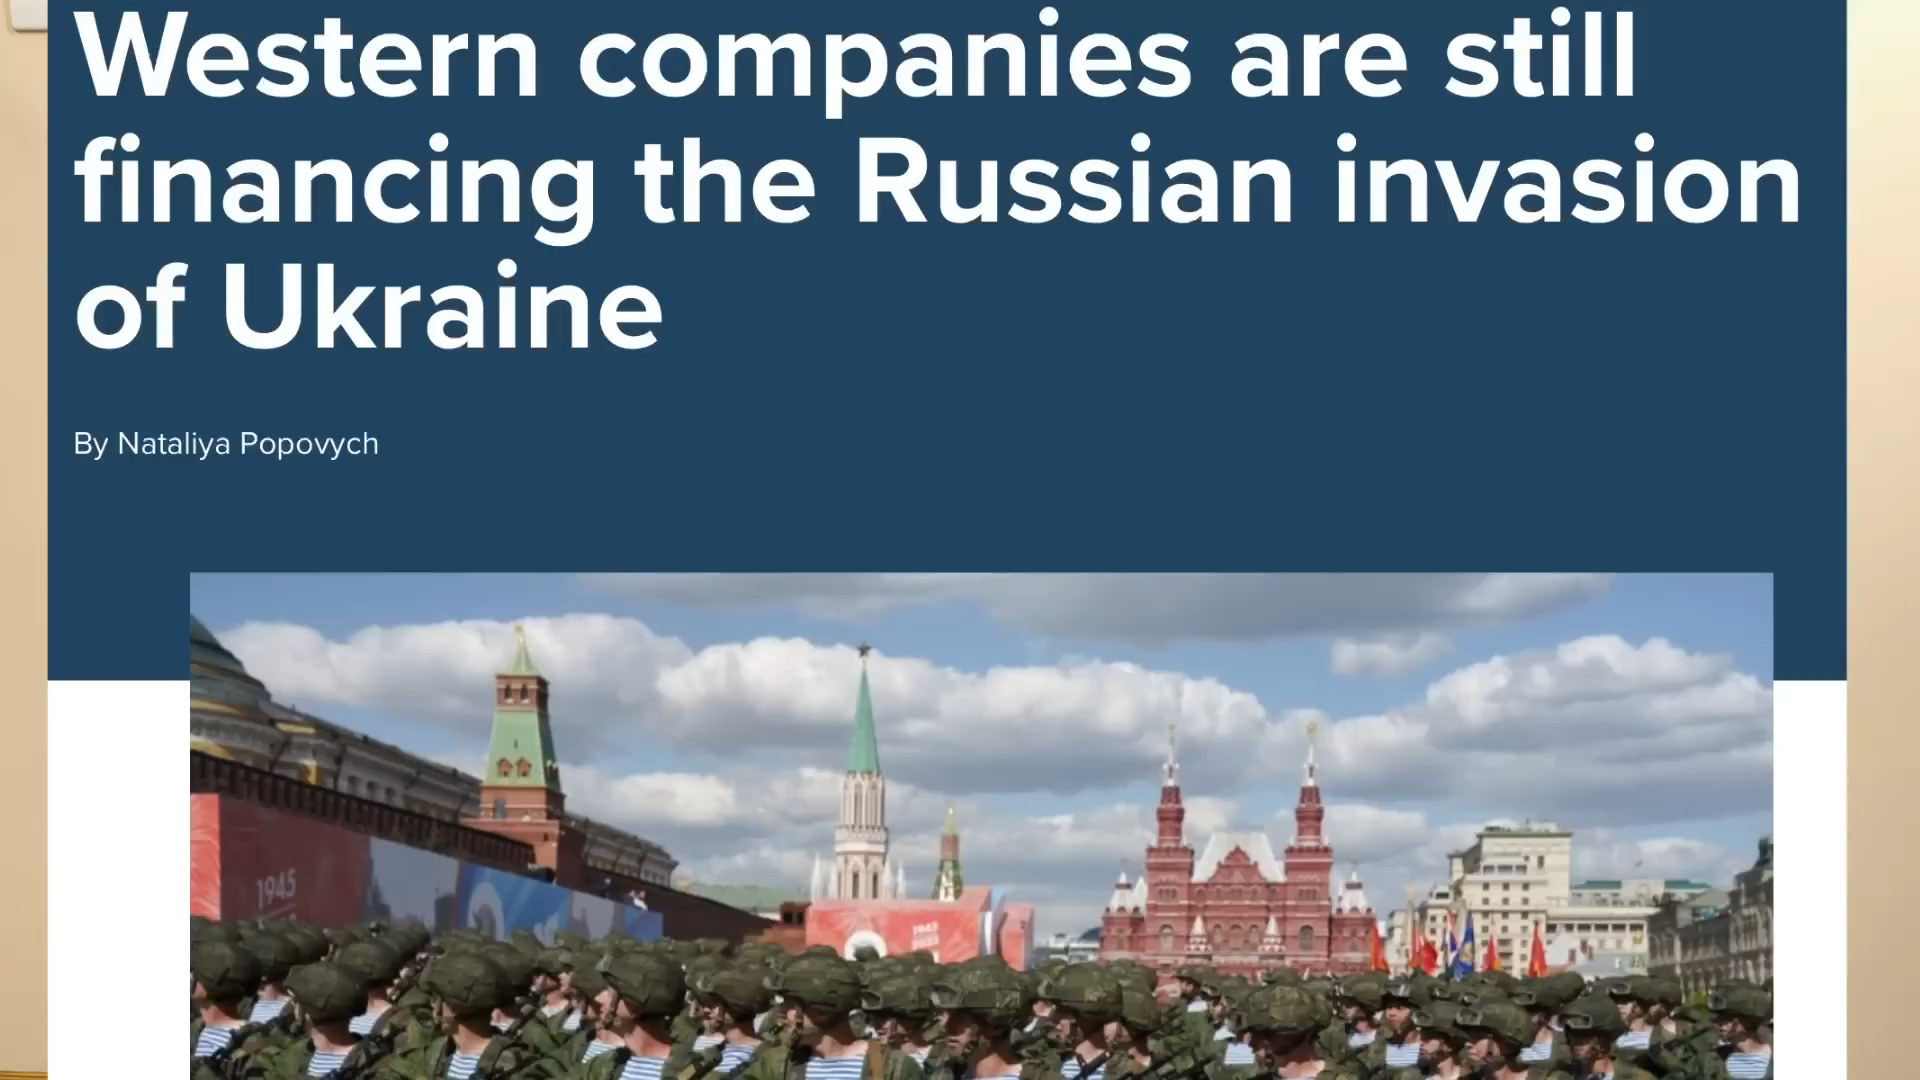 Western companies are still
financing the Russian invasion
of Ukraine
By Nataliya Popovych
1945